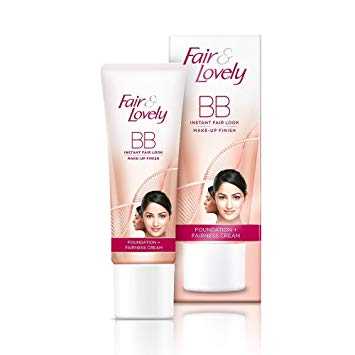 Fair &
Lovely
BB
INSTANT FAIR LOOK
MAKE-UP FINISH
FOUNDATION +
FAIRNESS CREAM
Fair &
Lovely
BB
INSTANT FAIR LOOK
MAKE-UP FINISH
FOUNDATION +
FAIRNESS CREAM